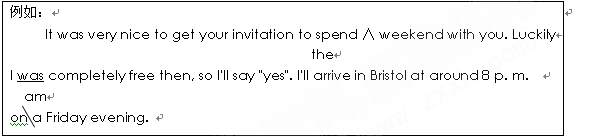 例如：
It was very nice to get your invitation to spend ∧ weekend with you. Luckily
the
I was completely free then, so I'll say "yes". I'll arrive in Bristol at around 8 p. m.
am
on\a Friday evening.